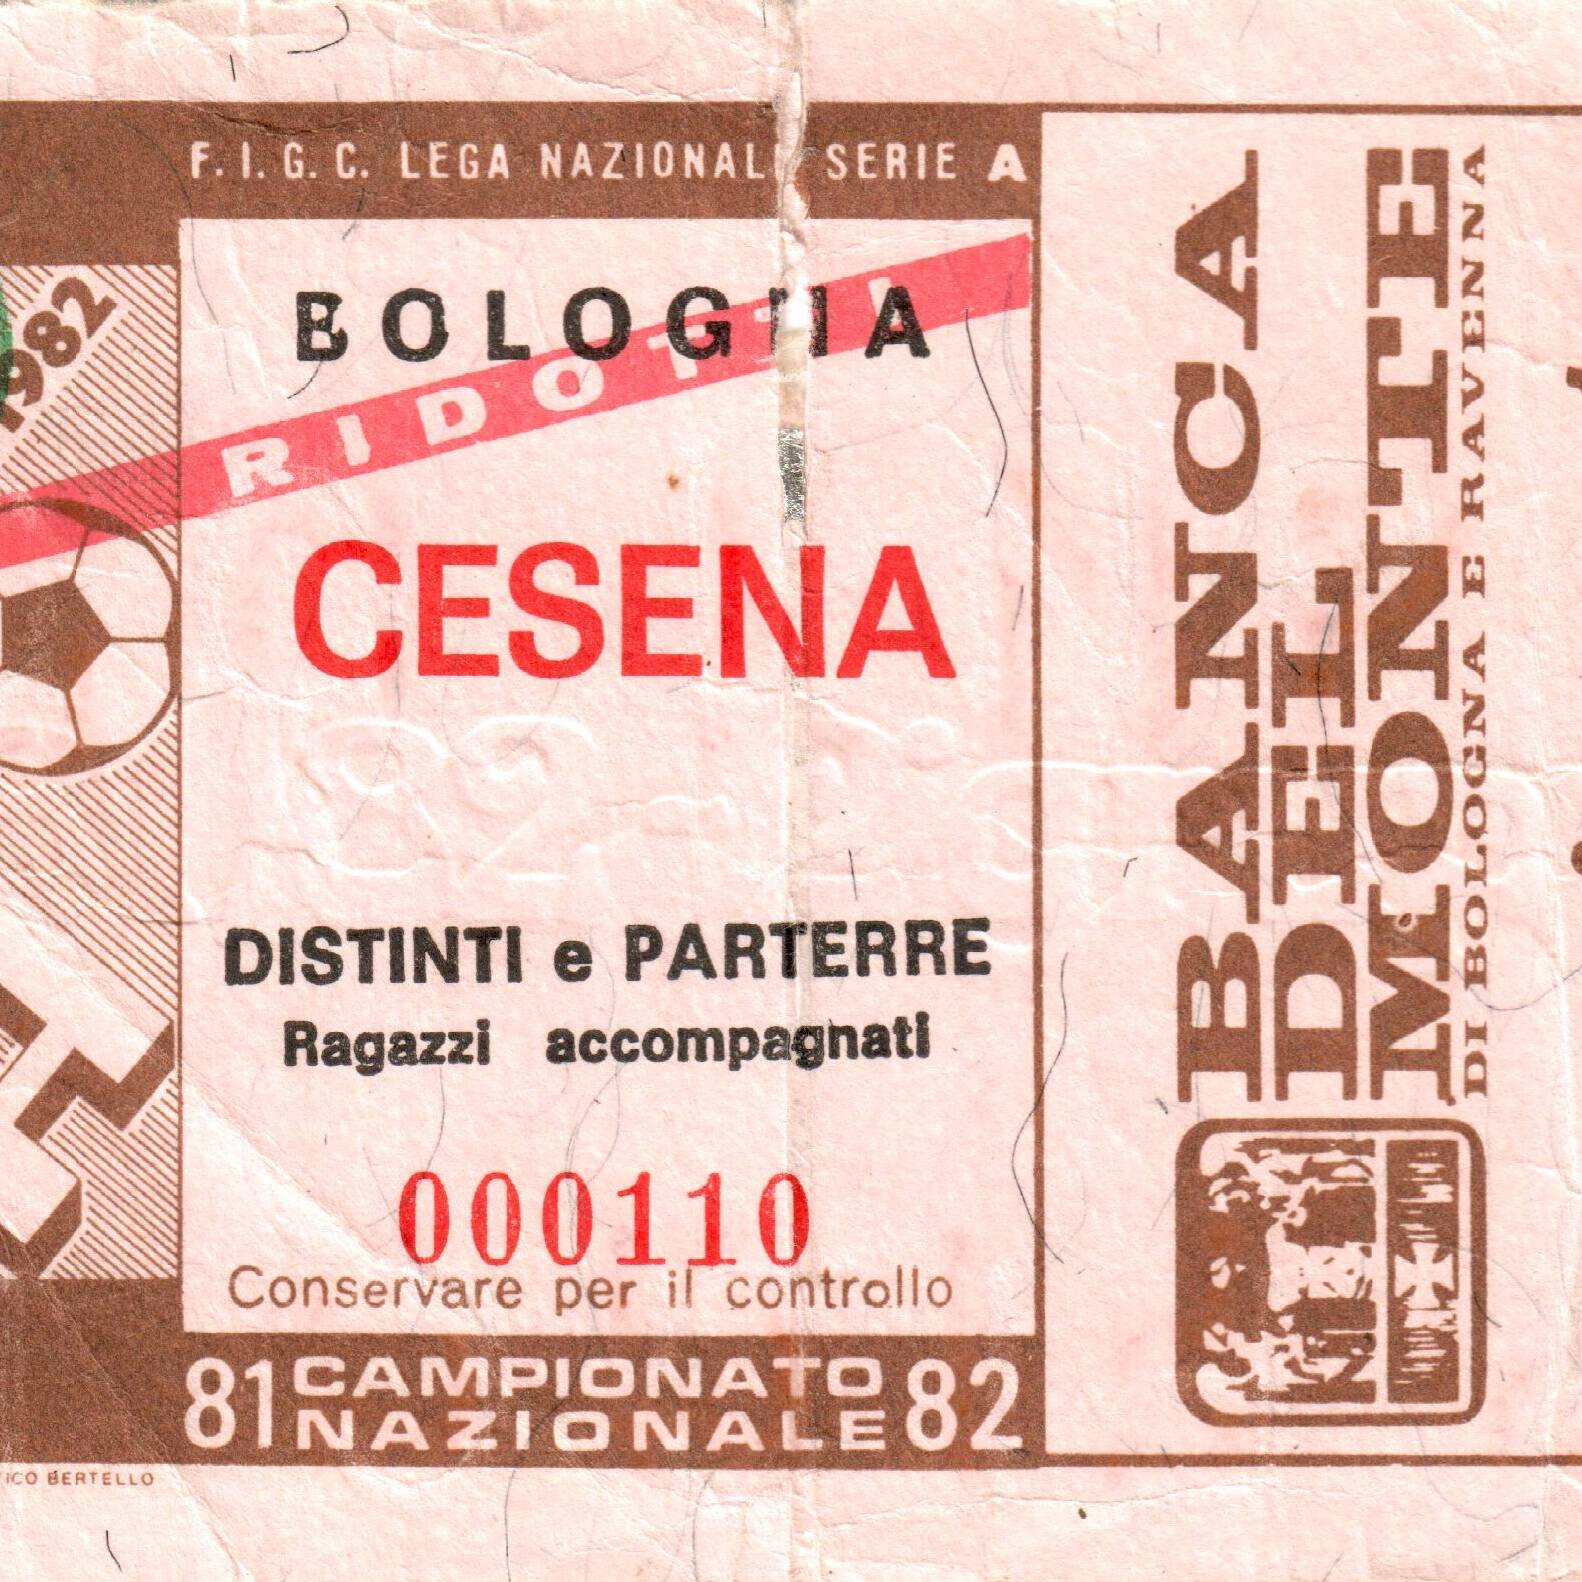 F.I.G.C. LEGA NAZIONALE SERIE A
1982
BOLOGNA
RIDOTTI
CESENA
DISTINTI e PARTERRE
Ragazzi accompagnati
000110
Conservare per il controllo
81 CAMPIONATO NAZIONALE 82
BERTELLO
BANCA
DEL
MONTE
DI BOLOGNA E RAVENNA